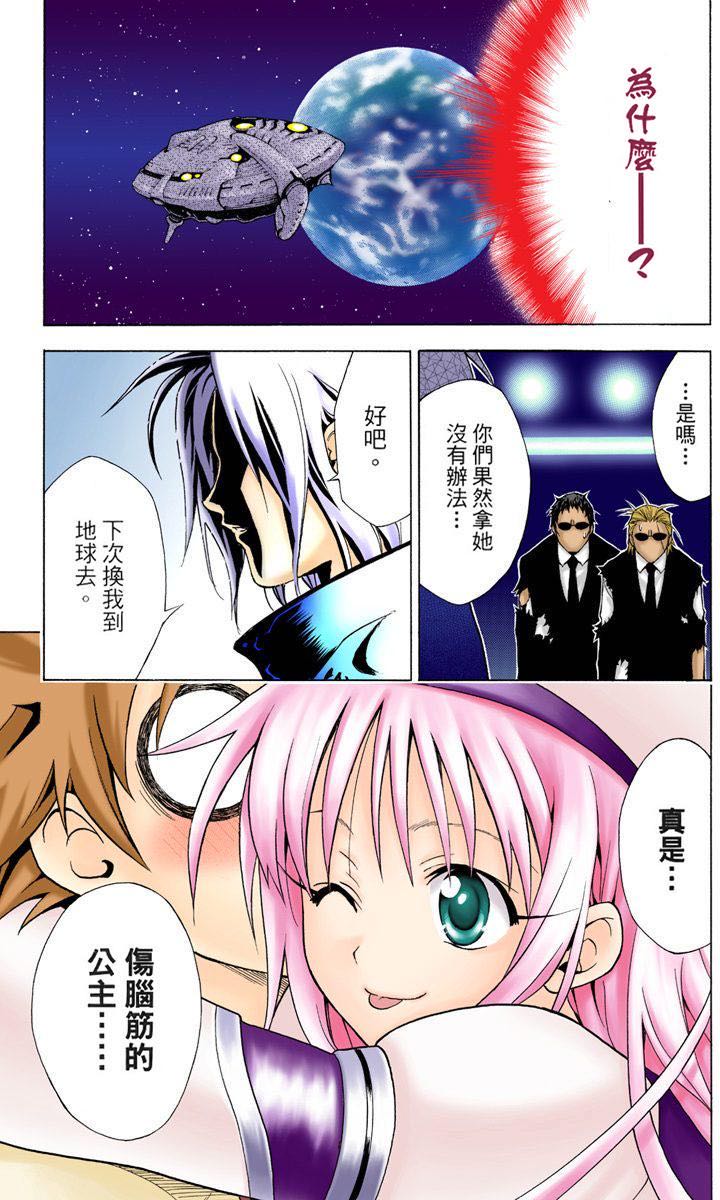 為什麼——？
…是嗎…
你們果然拿她
沒有辦法…
好吧。
下次換我到
地球去。
真是…
傷腦筋的
公主……